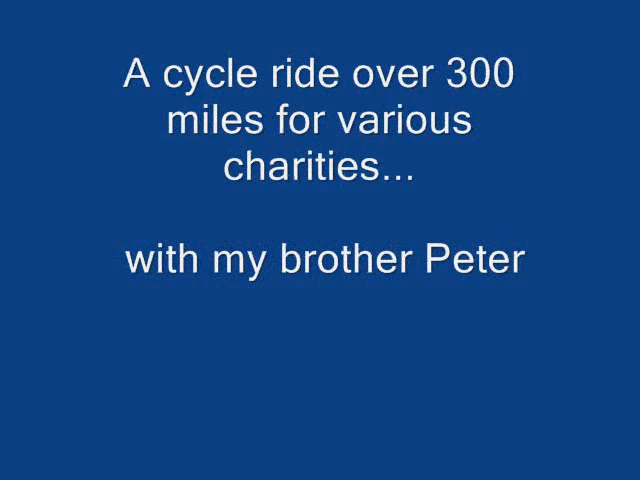 A cycle ride over 300
miles for various
charities...
with my brother Peter